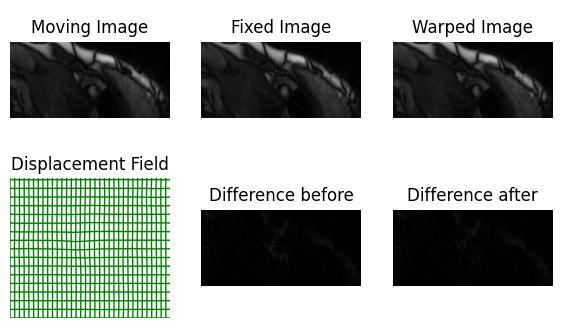 Moving Image
Fixed Image
Warped Image
Displacement Field
Difference before
Difference after